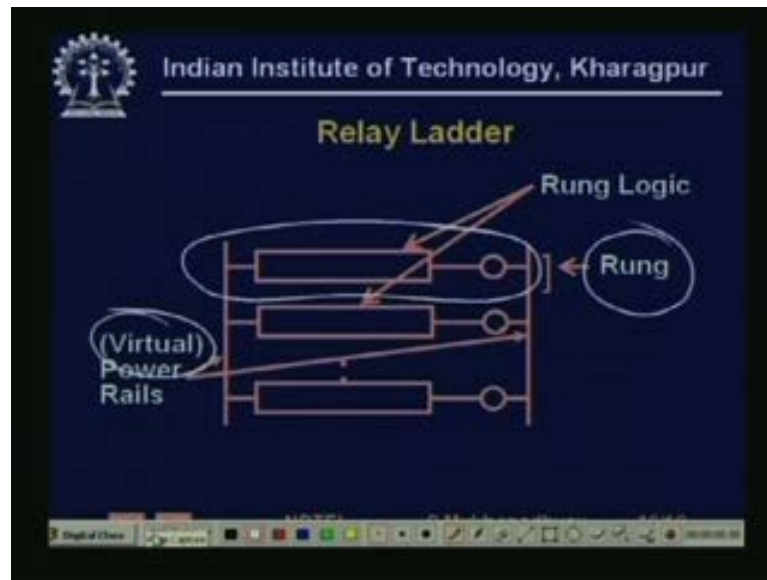 Indian Institute of Technology, Kharagpur
Relay Ladder
Rung Logic
Rung
(Virtual)
Power
Rails